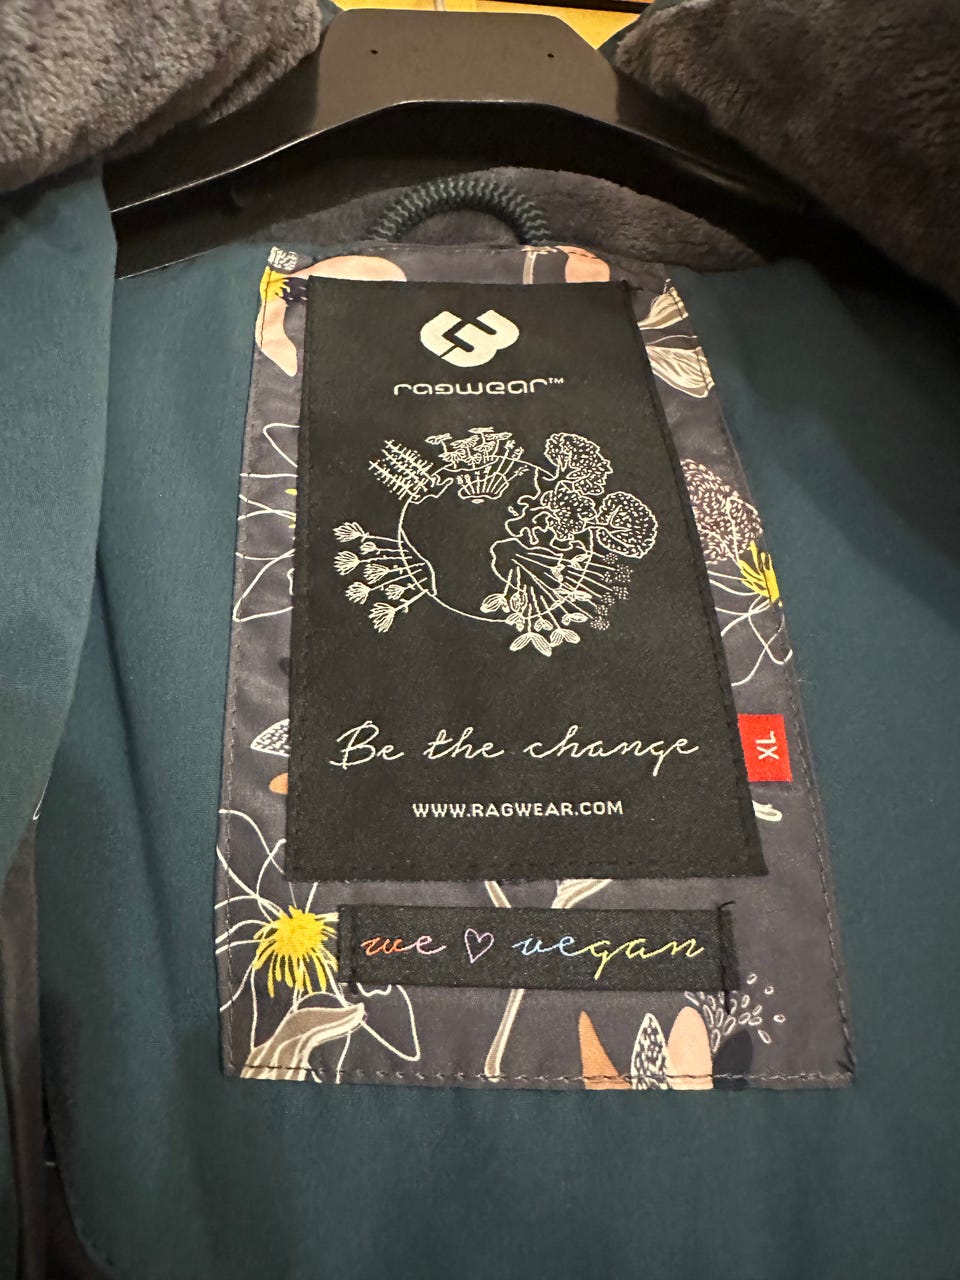 ragwear™
Be the change
WWW.RAGWEAR.COM
XL
we ♡ vegan